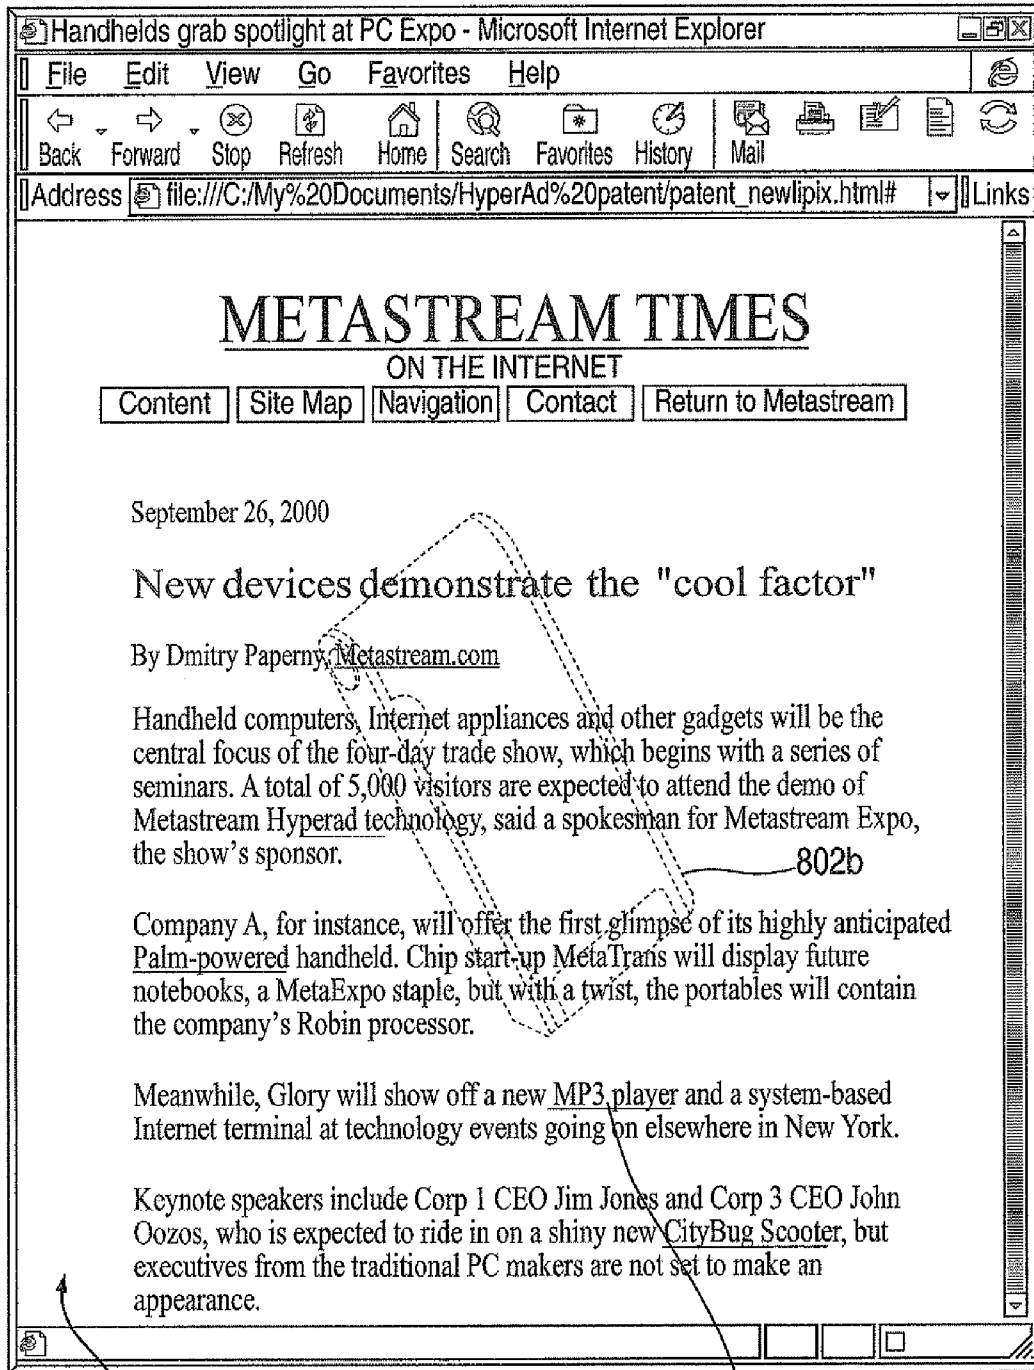 Handhelds grab spotlight at PC Expo - Microsoft Internet Explorer
File Edit View Go Favorites Help
Back Forward Stop Refresh Home Search Favorites History Mail
Address file:///C:/My%20Documents/HyperAd%20patent/patent_newlipix.html# Links
METASTREAM TIMES
ON THE INTERNET
Content Site Map Navigation Contact Return to Metastream
September 26, 2000
New devices demonstrate the "cool factor"
By Dmitry Paperny, Metastream.com
Handheld computers, Internet appliances and other gadgets will be the
central focus of the four-day trade show, which begins with a series of
seminars. A total of 5,000 visitors are expected to attend the demo of
Metastream Hyperad technology, said a spokesman for Metastream Expo,
the show's sponsor.
802b
Company A, for instance, will offer the first glimpse of its highly anticipated
Palm-powered handheld. Chip start-up MetaTrans will display future
notebooks, a MetaExpo staple, but with a twist, the portables will contain
the company's Robin processor.
Meanwhile, Glory will show off a new MP3 player and a system-based
Internet terminal at technology events going on elsewhere in New York.
Keynote speakers include Corp 1 CEO Jim Jones and Corp 3 CEO John
Oozos, who is expected to ride in on a shiny new CityBug Scooter, but
executives from the traditional PC makers are not set to make an
appearance.